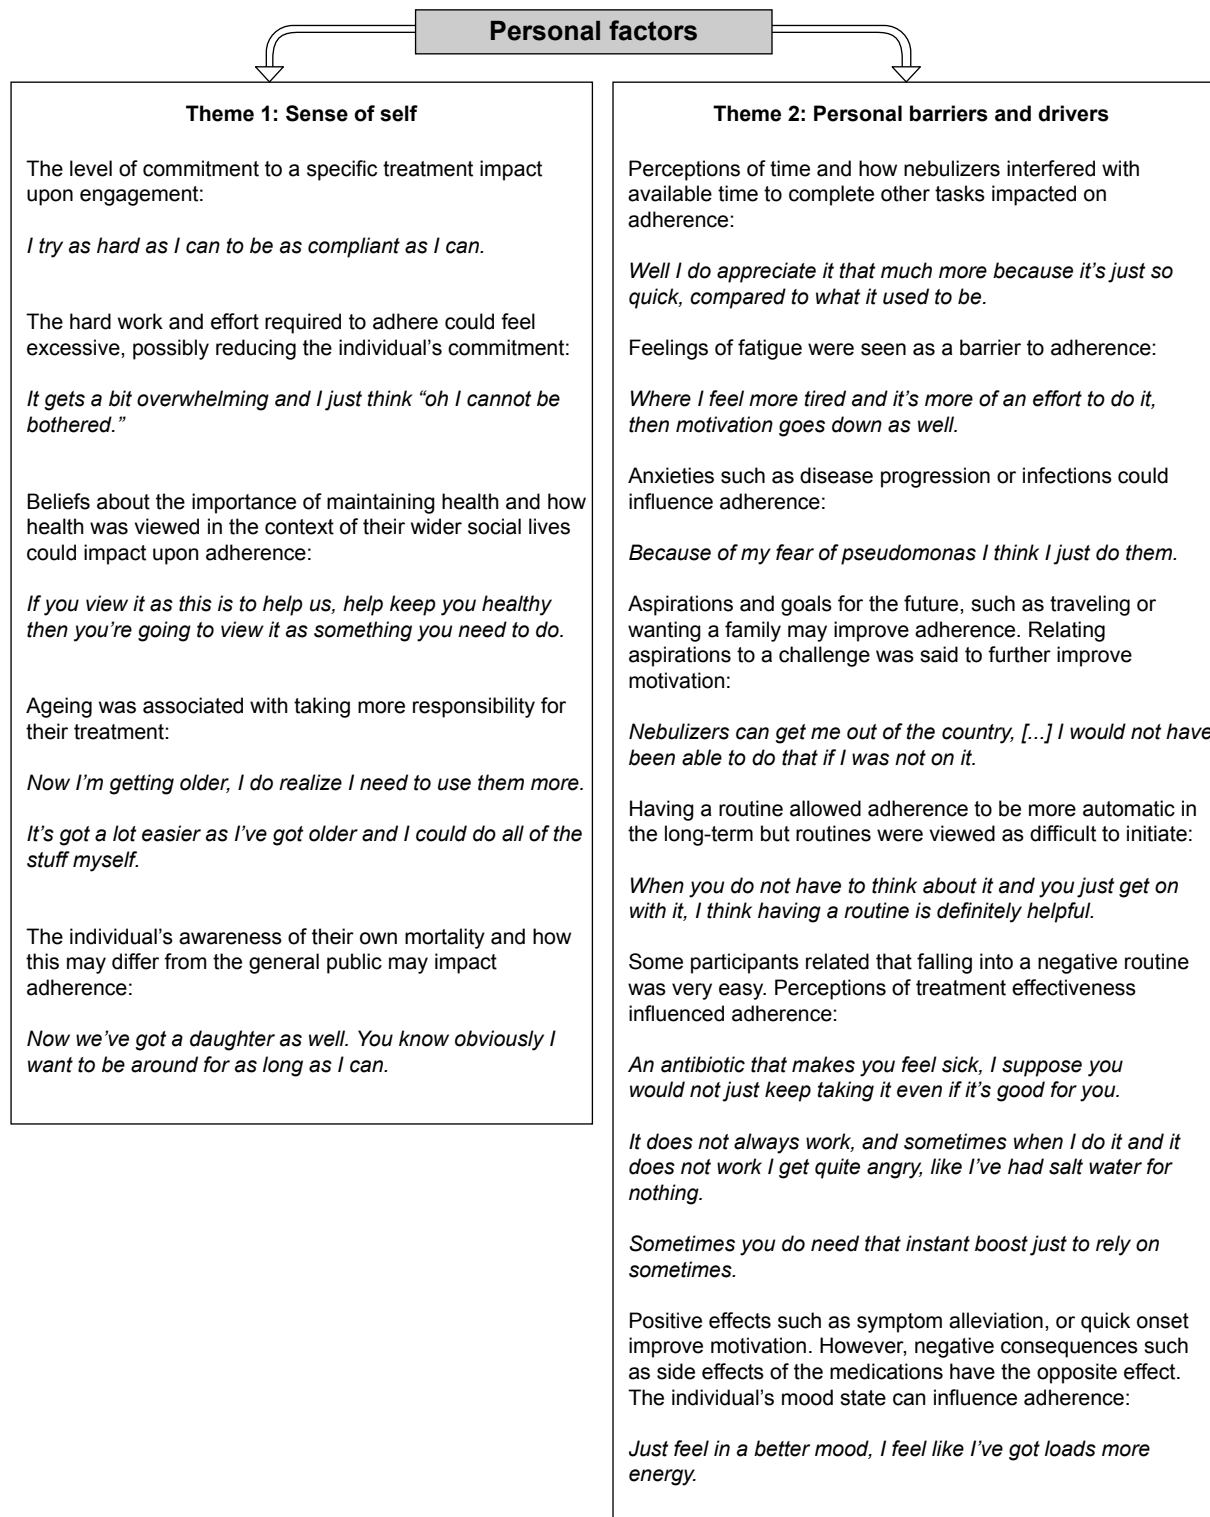 Personal factors
Theme 1: Sense of self
The level of commitment to a specific treatment impact
upon engagement:
I try as hard as I can to be as compliant as I can.
The hard work and effort required to adhere could feel
excessive, possibly reducing the individual’s commitment:
It gets a bit overwhelming and I just think “oh I cannot be
bothered.”
Beliefs about the importance of maintaining health and how
health was viewed in the context of their wider social lives
could impact upon adherence:
If you view it as this is to help us, help keep you healthy
then you’re going to view it as something you need to do.
Ageing was associated with taking more responsibility for
their treatment:
Now I’m getting older, I do realize I need to use them more.
It’s got a lot easier as I’ve got older and I could do all of the
stuff myself.
The individual’s awareness of their own mortality and how
this may differ from the general public may impact
adherence:
Now we’ve got a daughter as well. You know obviously I
want to be around for as long as I can.
Theme 2: Personal barriers and drivers
Perceptions of time and how nebulizers interfered with
available time to complete other tasks impacted on
adherence:
Well I do appreciate it that much more because it’s just so
quick, compared to what it used to be.
Feelings of fatigue were seen as a barrier to adherence:
Where I feel more tired and it’s more of an effort to do it,
then motivation goes down as well.
Anxieties such as disease progression or infections could
influence adherence:
Because of my fear of pseudomonas I think I just do them.
Aspirations and goals for the future, such as traveling or
wanting a family may improve adherence. Relating
aspirations to a challenge was said to further improve
motivation:
Nebulizers can get me out of the country, [...] I would not have
been able to do that if I was not on it.
Having a routine allowed adherence to be more automatic in
the long-term but routines were viewed as difficult to initiate:
When you do not have to think about it and you just get on
with it, I think having a routine is definitely helpful.
Some participants related that falling into a negative routine
was very easy. Perceptions of treatment effectiveness
influenced adherence:
An antibiotic that makes you feel sick, I suppose you
would not just keep taking it even if it’s good for you.
It does not always work, and sometimes when I do it and it
does not work I get quite angry, like I’ve had salt water for
nothing.
Sometimes you do need that instant boost just to rely on
sometimes.
Positive effects such as symptom alleviation, or quick onset
improve motivation. However, negative consequences such
as side effects of the medications have the opposite effect.
The individual’s mood state can influence adherence:
Just feel in a better mood, I feel like I’ve got loads more
energy.